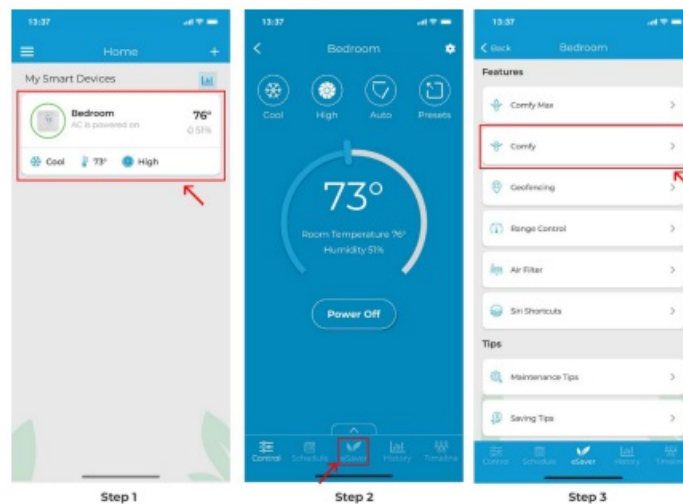 13:37
Home
+
My Smart Devices
Bedroom
AC is powered on
76°
51%
Cool
73°
High
Step 1
13:37
Bedroom
Cool
High
Auto
Presets
73°
Room Temperature 76°
Humidity 51%
Power Off
Control
Schedule
eSaver
History
Timeline
Step 2
13:37
Back
Bedroom
Features
Comfy Max
Comfy
Geofencing
Range Control
Air Filter
Siri Shortcuts
Tips
Maintenance Tips
Saving Tips
Control
Schedule
eSaver
History
Timeline
Step 3